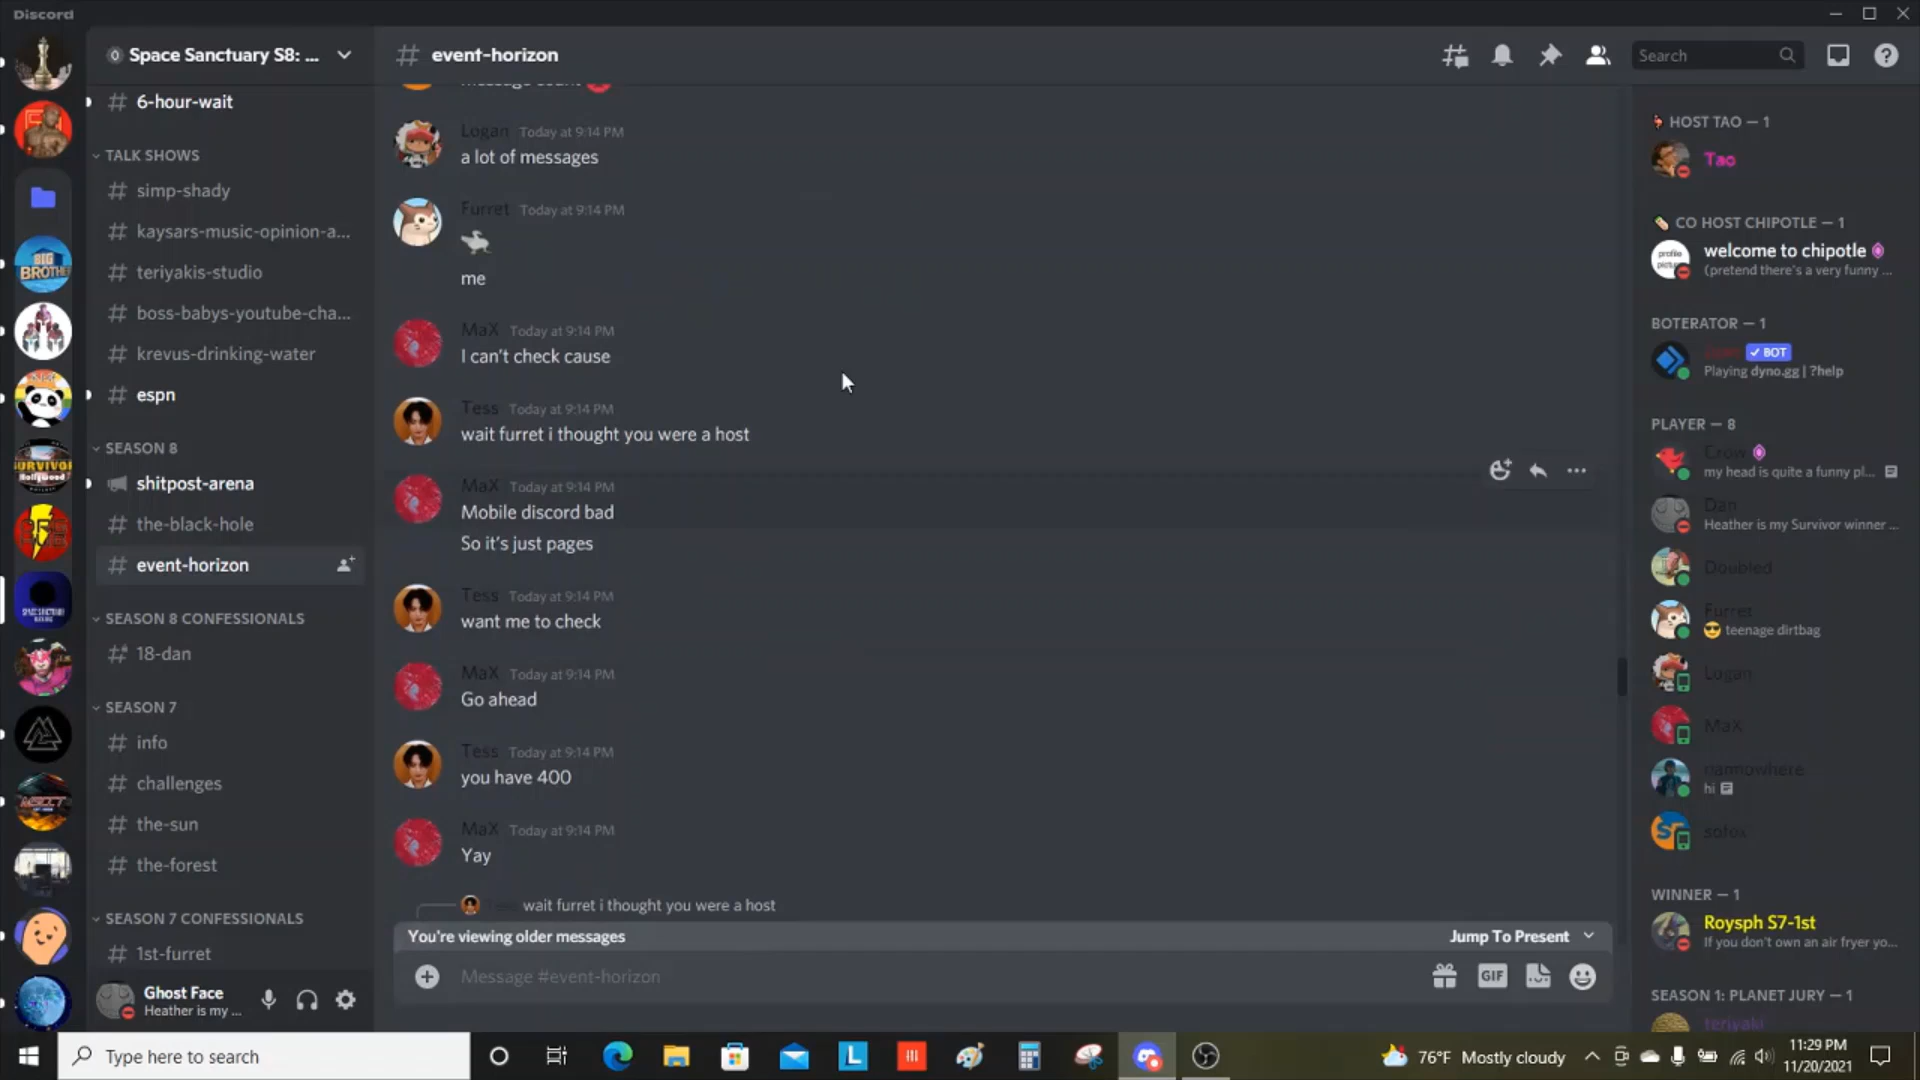 Discord
Space Sanctuary S8: ...
event-horizon
Search
6-hour-wait
TALK SHOWS
simp-shady
kaysars-music-opinion-a...
teriyakis-studio
boss-babys-youtube-cha...
krevus-drinking-water
espn
SEASON 8
shitpost-arena
the-black-hole
event-horizon
SEASON 8 CONFESSIONALS
18-dan
SEASON 7
info
challenges
the-sun
the-forest
SEASON 7 CONFESSIONALS
1st-furret
Ghost Face
Heather is my ...
Logan Today at 9:14 PM
a lot of messages
Furret Today at 9:14 PM
me
MaX Today at 9:14 PM
I can't check cause
Tess Today at 9:14 PM
wait furret i thought you were a host
MaX Today at 9:14 PM
Mobile discord bad
So it's just pages
Tess Today at 9:14 PM
want me to check
MaX Today at 9:14 PM
Go ahead
Tess Today at 9:14 PM
you have 400
MaX Today at 9:14 PM
Yay
wait furret i thought you were a host
You're viewing older messages
Jump To Present
Message #event-horizon
GIF
HOST TAO — 1
Tao
CO HOST CHIPOTLE — 1
welcome to chipotle
(pretend there's a very funny ...
BOTERATOR — 1
BOT
Playing dyno.gg | ?help
PLAYER — 8
Crow
my head is quite a funny pl...
Dan
Heather is my Survivor winner ...
Doubled
Furret
teenage dirtbag
Logan
MaX
narnowhere
hi
solox
WINNER — 1
Roysph S7-1st
If you don't own an air fryer yo...
SEASON 1: PLANET JURY — 1
teriyaki
Type here to search
76°F Mostly cloudy
11:29 PM
11/20/2021